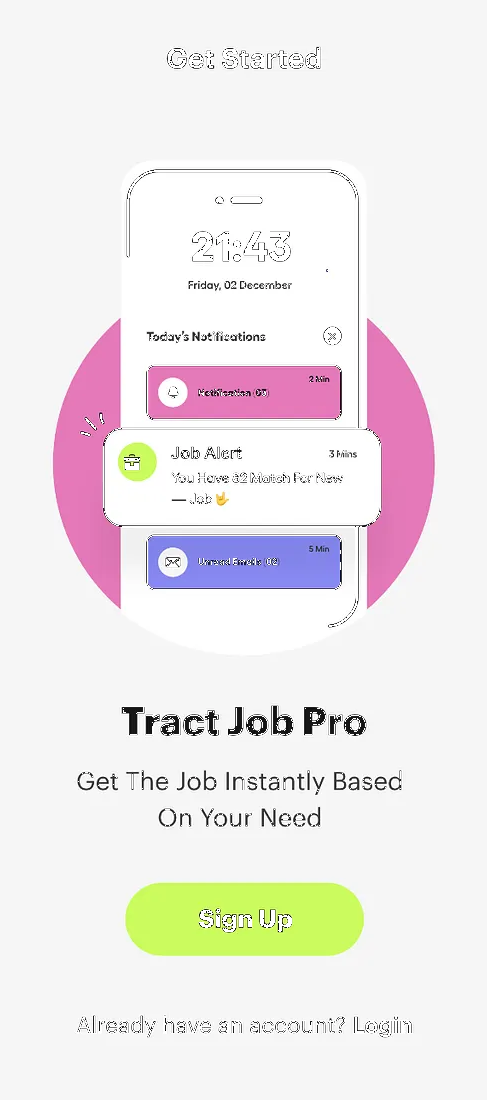 Get Started
21:43
Friday, 02 December
Today's Notifications
2 Min
Notification (05)
Job Alert
3 Mins
You Have 62 Match For New
— Job 🤟
5 Min
Unread Emails (02)
Tract Job Pro
Get The Job Instantly Based
On Your Need
Sign Up
Already have an account? Login